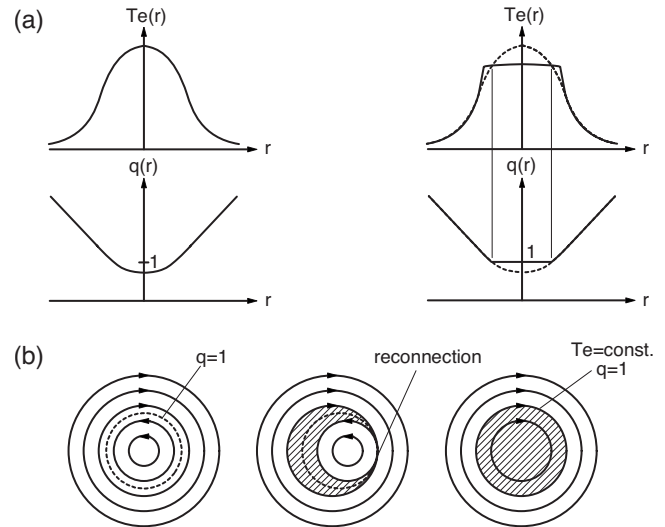 (a)
Te(r)
r
q(r)
1
r
Te(r)
r
q(r)
1
r
(b)
q=1
reconnection
Te=const.
q=1